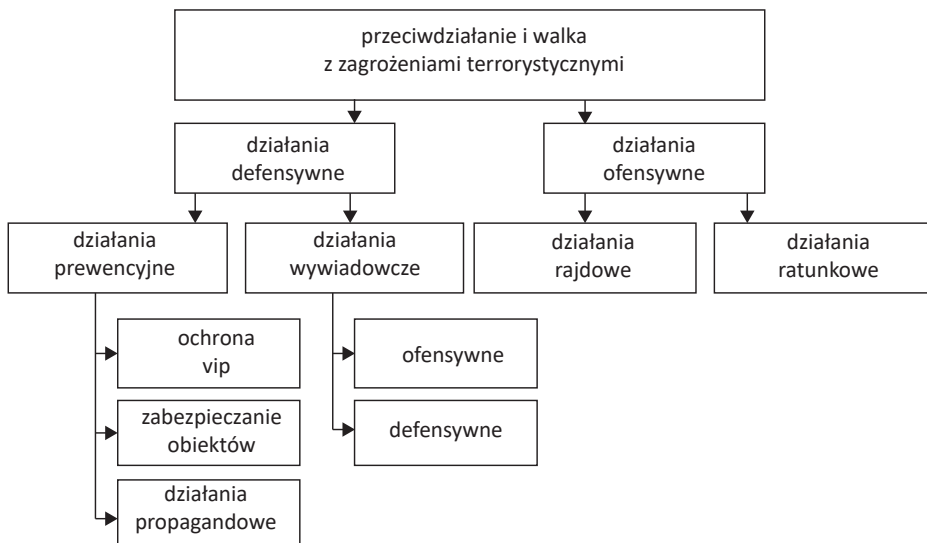 przeciwdziałanie i walka
z zagrożeniami terrorystycznymi
działania
defensywne
działania
ofensywne
działania
prewencyjne
działania
wywiadowcze
działania
rajdowe
działania
ratunkowe
ochrona
vip
ofensywne
zabezpieczanie
obiektów
defensywne
działania
propagandowe